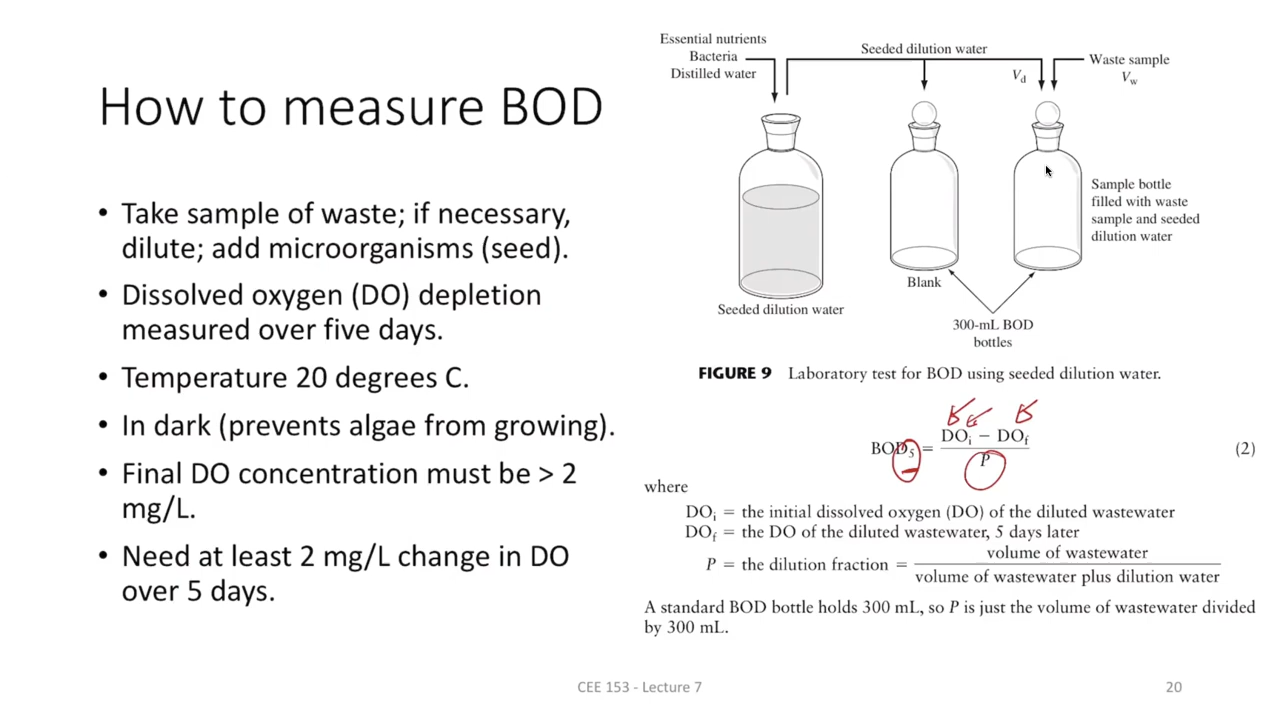 How to measure BOD
• Take sample of waste; if necessary,
dilute; add microorganisms (seed).
• Dissolved oxygen (DO) depletion
measured over five days.
• Temperature 20 degrees C.
• In dark (prevents algae from growing).
• Final DO concentration must be > 2
mg/L.
• Need at least 2 mg/L change in DO
over 5 days.
Essential nutrients
Bacteria
Distilled water
Seeded dilution water
Vd
Waste sample
Vw
Sample bottle
filled with waste
sample and seeded
dilution water
Blank
Seeded dilution water
300-mL BOD
bottles
FIGURE 9 Laboratory test for BOD using seeded dilution water.
BOD₅ = (DOᵢ − DOf) / P (2)
where
DOᵢ = the initial dissolved oxygen (DO) of the diluted wastewater
DOf = the DO of the diluted wastewater, 5 days later
P = the dilution fraction = volume of wastewater / volume of wastewater plus dilution water
A standard BOD bottle holds 300 mL, so P is just the volume of wastewater divided
by 300 mL.
CEE 153 - Lecture 7
20